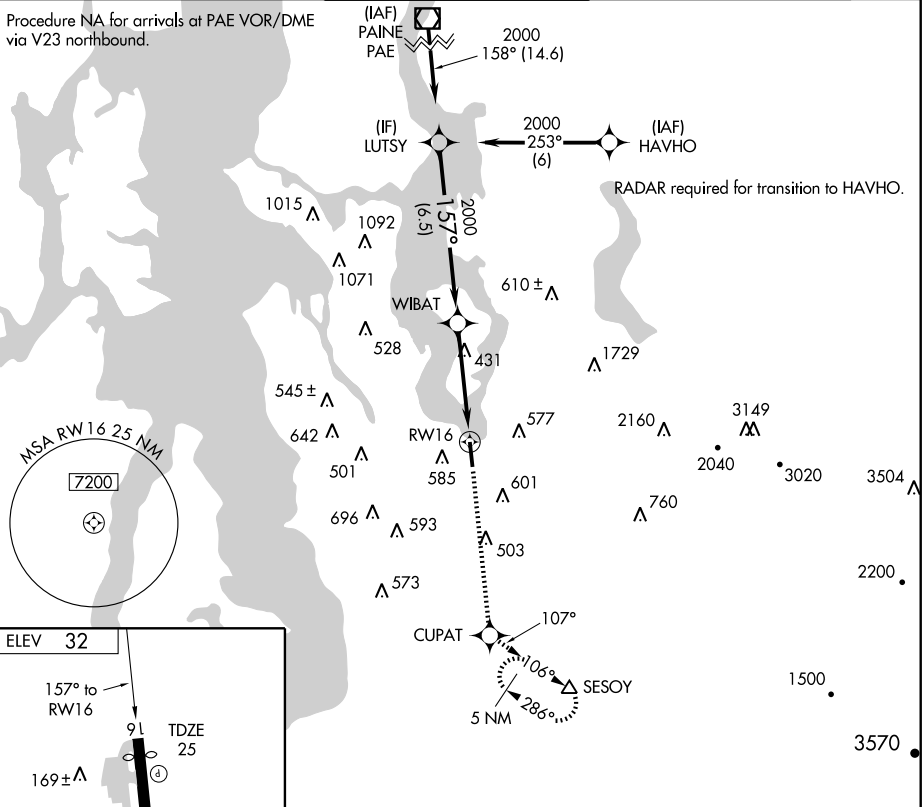 Procedure NA for arrivals at PAE VOR/DME
via V23 northbound.
(IAF)
PAINE
PAE
2000
158° (14.6)
(IF)
LUTSY
2000
253°
(6)
(IAF)
HAVHO
RADAR required for transition to HAVHO.
2000
157°
(6.5)
1015
1092
1071
610 ±
WIBAT
528
431
1729
545 ±
642
501
RW16
585
577
2160
3149
2040
3020
3504
MSA RW16 25 NM
7200
601
760
696
593
503
573
2200
CUPAT
107°
106°
SESOY
286°
5 NM
1500
3570
ELEV 32
157° to
RW16
16
TDZE
25
P
169 ±